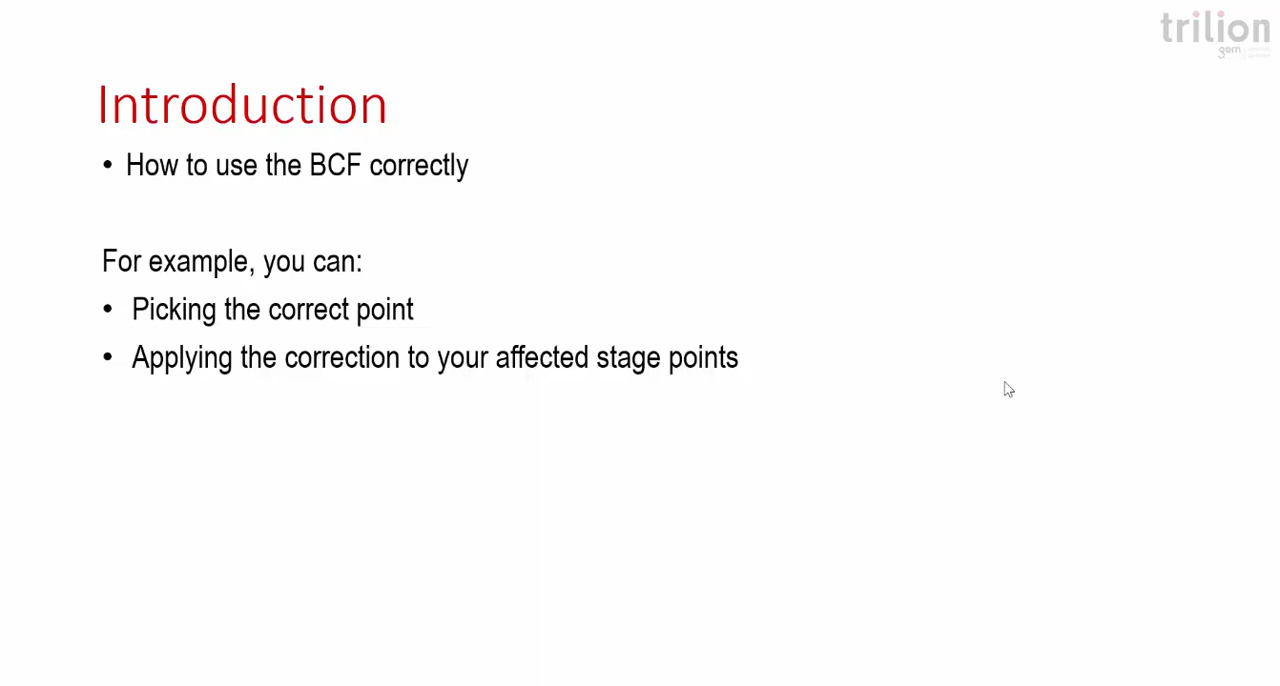 trilion
gom
Introduction
• How to use the BCF correctly
For example, you can:
• Picking the correct point
• Applying the correction to your affected stage points